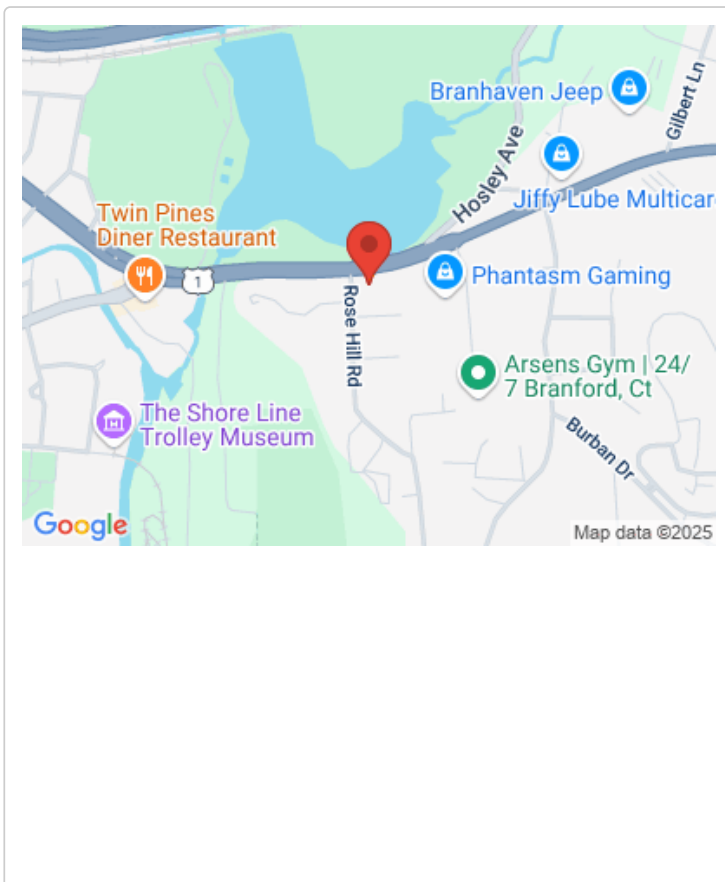 Branhaven Jeep
Gilbert Ln
Hosley Ave
Jiffy Lube Multicar
Twin Pines
Diner Restaurant
1
Phantasm Gaming
Rose Hill Rd
Arsens Gym | 24/
7 Branford, Ct
The Shore Line
Trolley Museum
Burban Dr
Google
Map data ©2025